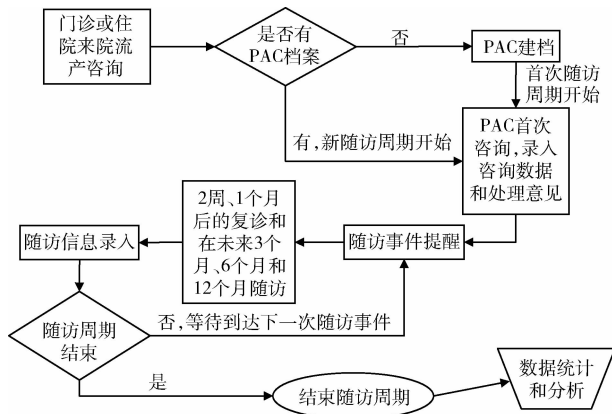 门诊或住
院来院流
产咨询
是否有
PAC档案
否
PAC建档
首次随访
周期开始
有,新随访周期开始
PAC首次
咨询,录入
咨询数据
和处理意见
2周、1个月
后的复诊和
在未来3个
月、6个月和
12个月随访
随访信息录入
随访事件提醒
随访周期
结束
否,等待到达下一次随访事件
是
结束随访周期
数据统计
和分析